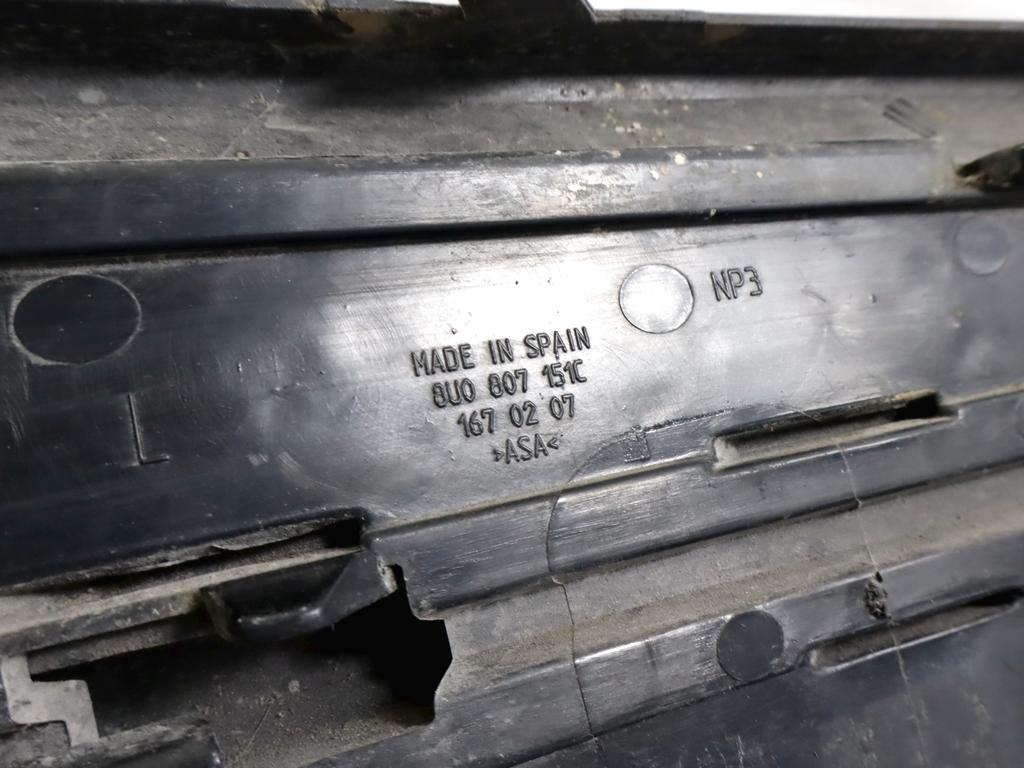 NP3
MADE IN SPAIN
8U0 807 151C
167 02 07
>ASA<
L